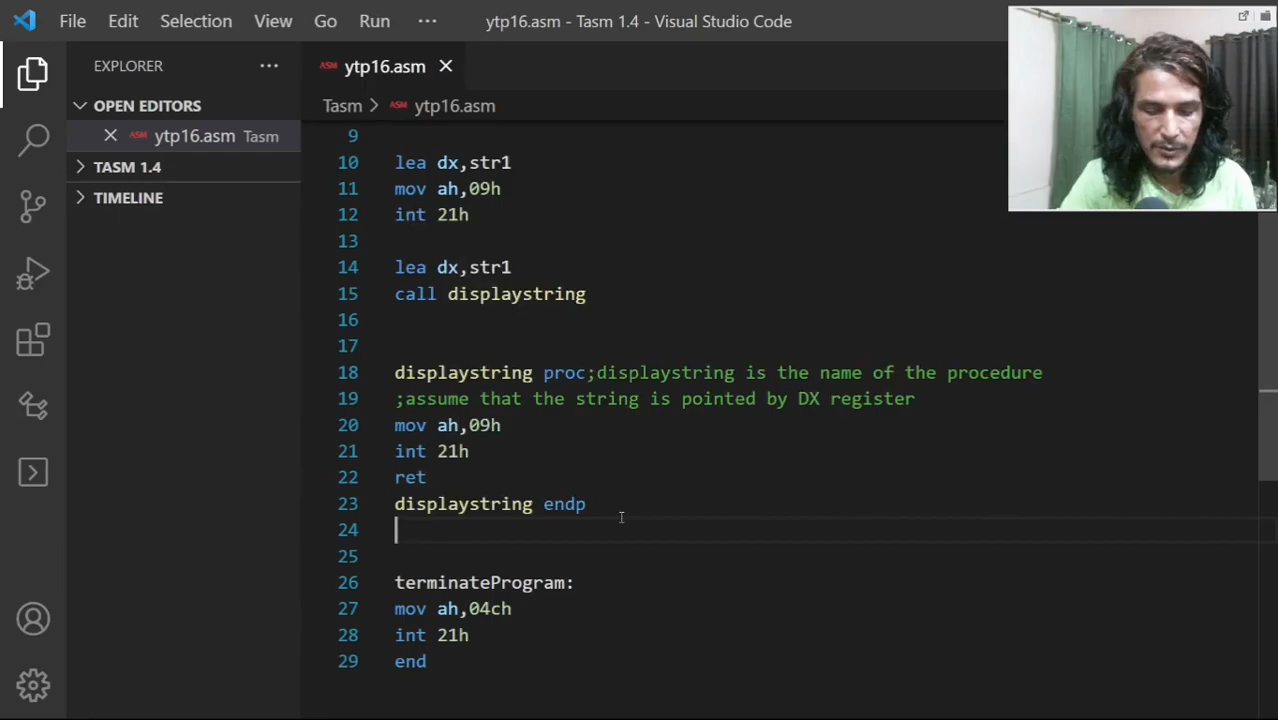 File Edit Selection View Go Run ··· ytp16.asm - Tasm 1.4 - Visual Studio Code
EXPLORER ···
ASM ytp16.asm
OPEN EDITORS
Tasm > ASM ytp16.asm
ASM ytp16.asm Tasm
TASM 1.4
TIMELINE
9
10 lea dx,str1
11 mov ah,09h
12 int 21h
13
14 lea dx,str1
15 call displaystring
16
17
18 displaystring proc;displaystring is the name of the procedure
19 ;assume that the string is pointed by DX register
20 mov ah,09h
21 int 21h
22 ret
23 displaystring endp
24
25
26 terminateProgram:
27 mov ah,04ch
28 int 21h
29 end